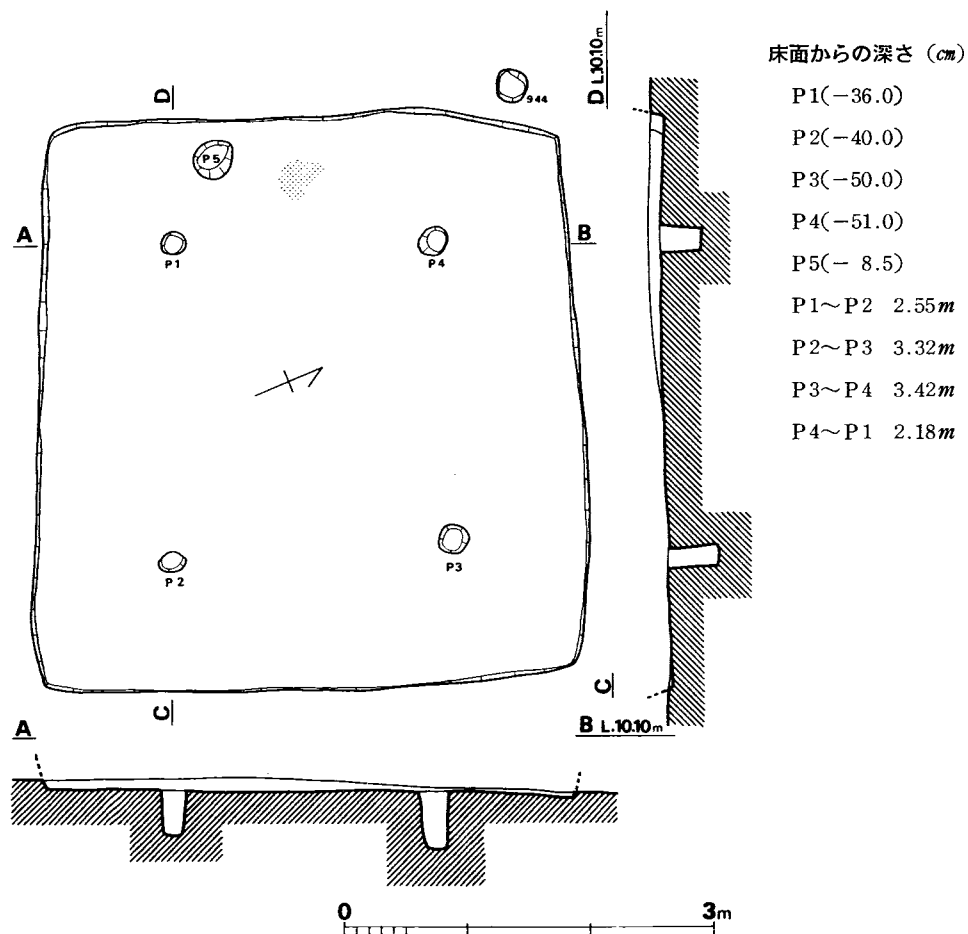 床面からの深さ (cm)
P1(-36.0)
P2(-40.0)
P3(-50.0)
P4(-51.0)
P5(- 8.5)
P1～P2 2.55m
P2～P3 3.32m
P3～P4 3.42m
P4～P1 2.18m
D
D L.10.10m
944
P5
A
B
P1
P4
P2
P3
C
C
A
B L.10.10m
0
3m